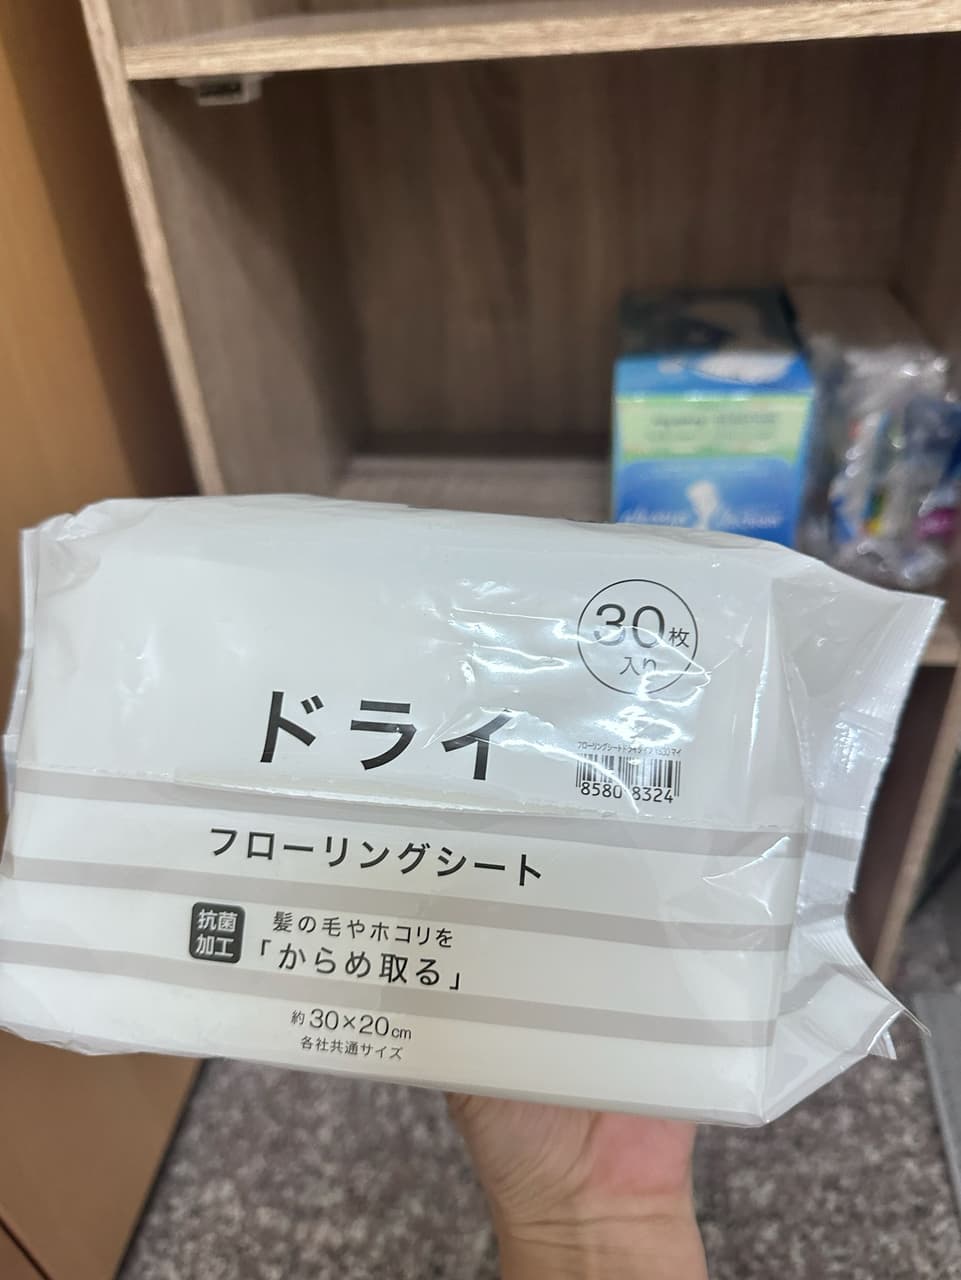 30枚
入り
ドライ
8580 8324
フローリングシート
抗菌
加工
髪の毛やホコリを
「からめ取る」
約30×20cm
各社共通サイズ